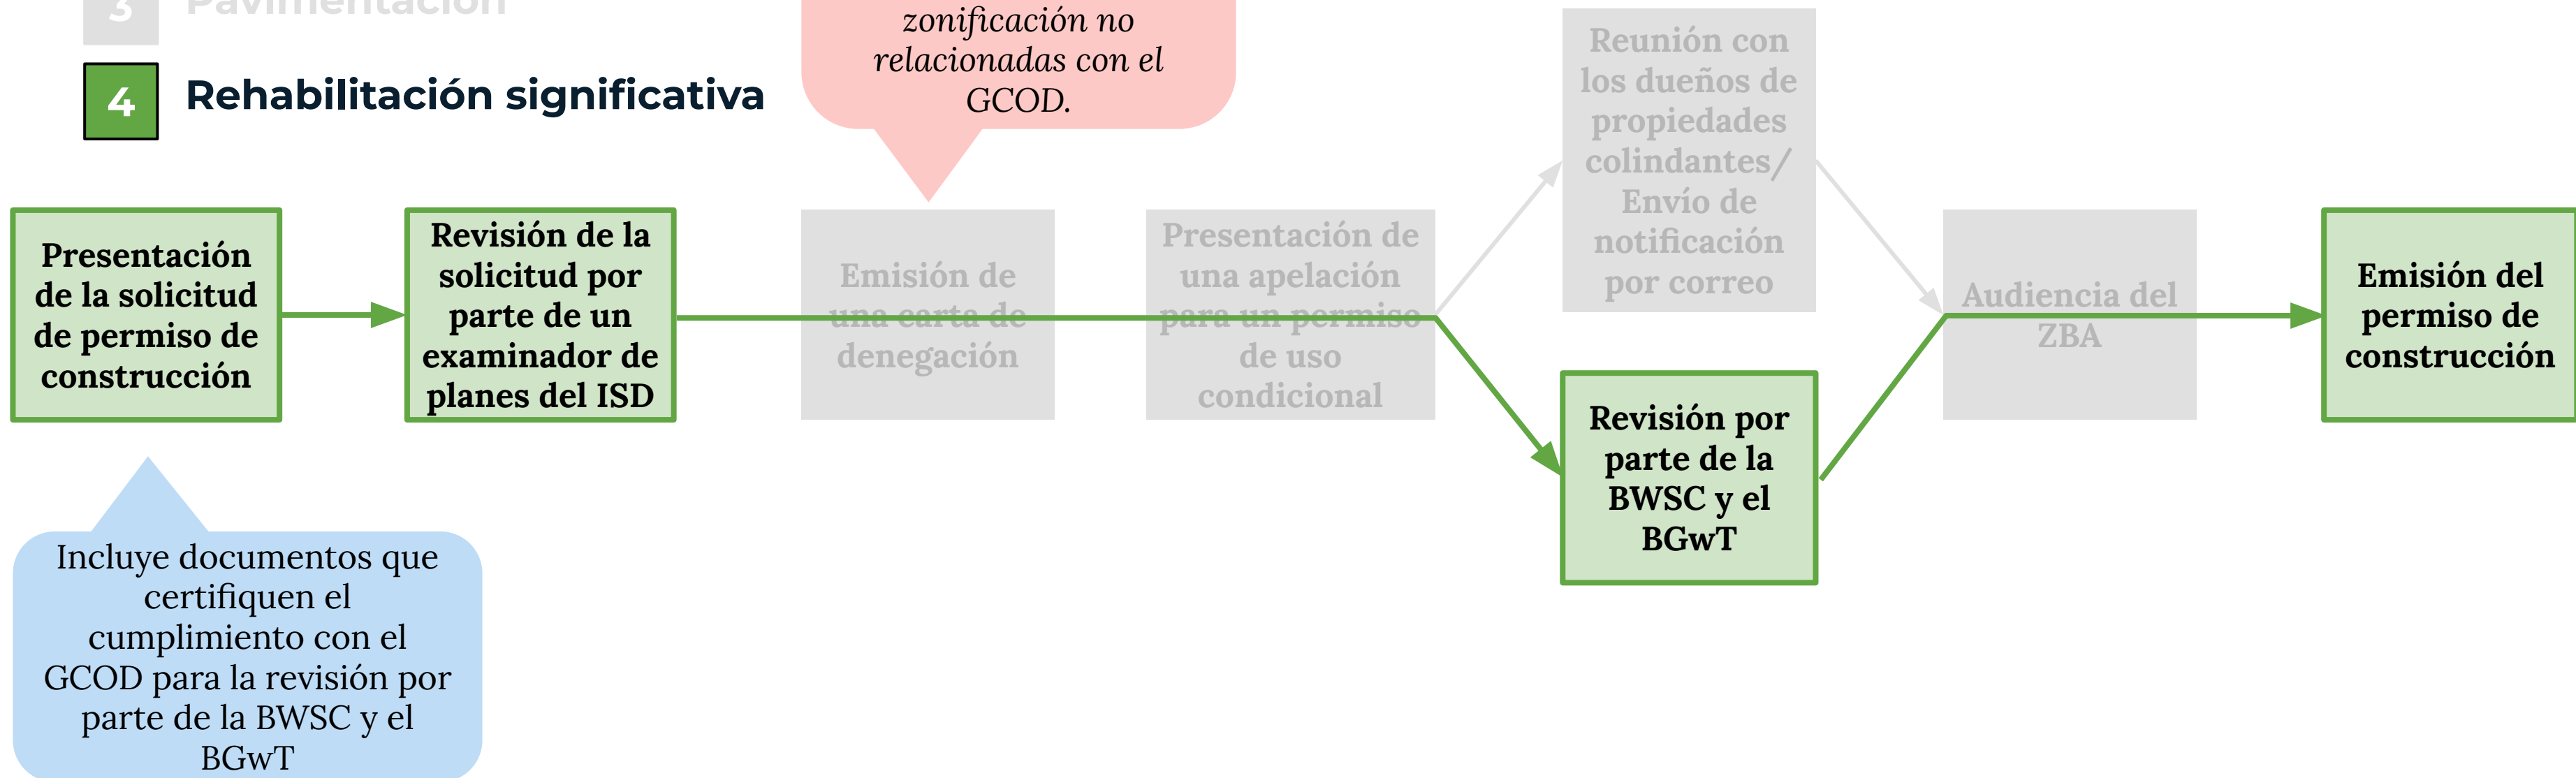 3 Pavimentación
zonificación no
relacionadas con el
GCOD.
4 Rehabilitación significativa
Presentación
de la solicitud
de permiso de
construcción
Revisión de la
solicitud por
parte de un
examinador de
planes del ISD
Emisión de
una carta de
denegación
Presentación de
una apelación
para un permiso
de uso
condicional
Reunión con
los dueños de
propiedades
colindantes/
Envío de
notificación
por correo
Revisión por
parte de la
BWSC y el
BGwT
Audiencia del
ZBA
Emisión del
permiso de
construcción
Incluye documentos que
certifiquen el
cumplimiento con el
GCOD para la revisión por
parte de la BWSC y el
BGwT